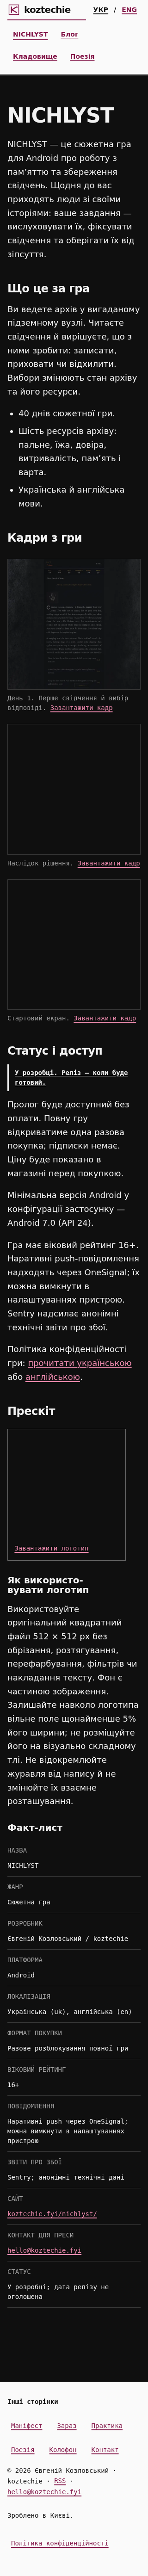 koztechie
УКР / ENG
NICHLYST Блог
Кладовище Поезія
NICHLYST
NICHLYST — це сюжетна гра
для Android про роботу з
пам’яттю та збереження
свідчень. Щодня до вас
приходять люди зі своїми
історіями: ваше завдання —
вислуховувати їх, фіксувати
свідчення та оберігати їх від
зіпсуття.
Що це за гра
Ви ведете архів у вигаданому
підземному вузлі. Читаєте
свідчення й вирішуєте, що з
ними зробити: записати,
приховати чи відхилити.
Вибори змінюють стан архіву
та його ресурси.
• 40 днів сюжетної гри.
• Шість ресурсів архіву:
пальне, їжа, довіра,
витривалість, пам’ять і
варта.
• Українська й англійська
мови.
Кадри з гри
День 1. Перше свідчення й вибір
відповіді. Завантажити кадр
Наслідок рішення. Завантажити кадр
Стартовий екран. Завантажити кадр
Статус і доступ
У розробці. Реліз — коли буде
готовий.
Пролог буде доступний без
оплати. Повну гру
відкриватиме одна разова
покупка; підписки немає.
Ціну буде показано в
магазині перед покупкою.
Мінімальна версія Android у
конфігурації застосунку —
Android 7.0 (API 24).
Гра має віковий рейтинг 16+.
Наративні push-повідомлення
надходять через OneSignal; їх
можна вимкнути в
налаштуваннях пристрою.
Sentry надсилає анонімні
технічні звіти про збої.
Політика конфіденційності
гри: прочитати українською
або англійською.
Прескіт
Завантажити логотип
Як використо-
вувати логотип
Використовуйте
оригінальний квадратний
файл 512 × 512 px без
обрізання, розтягування,
перефарбування, фільтрів чи
накладання тексту. Фон є
частиною зображення.
Залишайте навколо логотипа
вільне поле щонайменше 5%
його ширини; не розміщуйте
його на візуально складному
тлі. Не відокремлюйте
журавля від напису й не
змінюйте їх взаємне
розташування.
Факт-лист
НАЗВА
NICHLYST
ЖАНР
Сюжетна гра
РОЗРОБНИК
Євгеній Козловський / koztechie
ПЛАТФОРМА
Android
ЛОКАЛІЗАЦІЯ
Українська (uk), англійська (en)
ФОРМАТ ПОКУПКИ
Разове розблокування повної гри
ВІКОВИЙ РЕЙТИНГ
16+
ПОВІДОМЛЕННЯ
Наративні push через OneSignal;
можна вимкнути в налаштуваннях
пристрою
ЗВІТИ ПРО ЗБОЇ
Sentry; анонімні технічні дані
САЙТ
koztechie.fyi/nichlyst/
КОНТАКТ ДЛЯ ПРЕСИ
hello@koztechie.fyi
СТАТУС
У розробці; дата релізу не
оголошена
Інші сторінки
Маніфест Зараз Практика
Поезія Колофон Контакт
© 2026 Євгеній Козловський ·
koztechie · RSS ·
hello@koztechie.fyi
Зроблено в Києві.
Політика конфіденційності